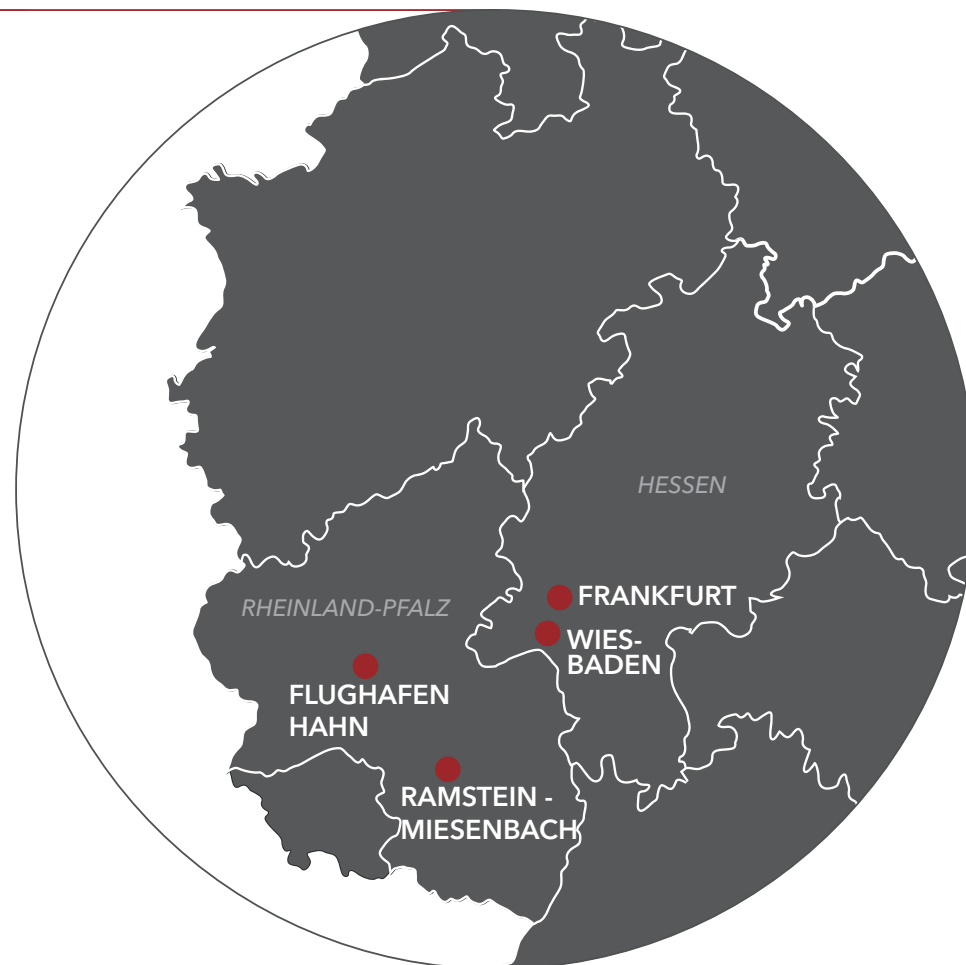 HESSEN
FRANKFURT
RHEINLAND-PFALZ
WIES-
BADEN
FLUGHAFEN
HAHN
RAMSTEIN -
MIESENBACH